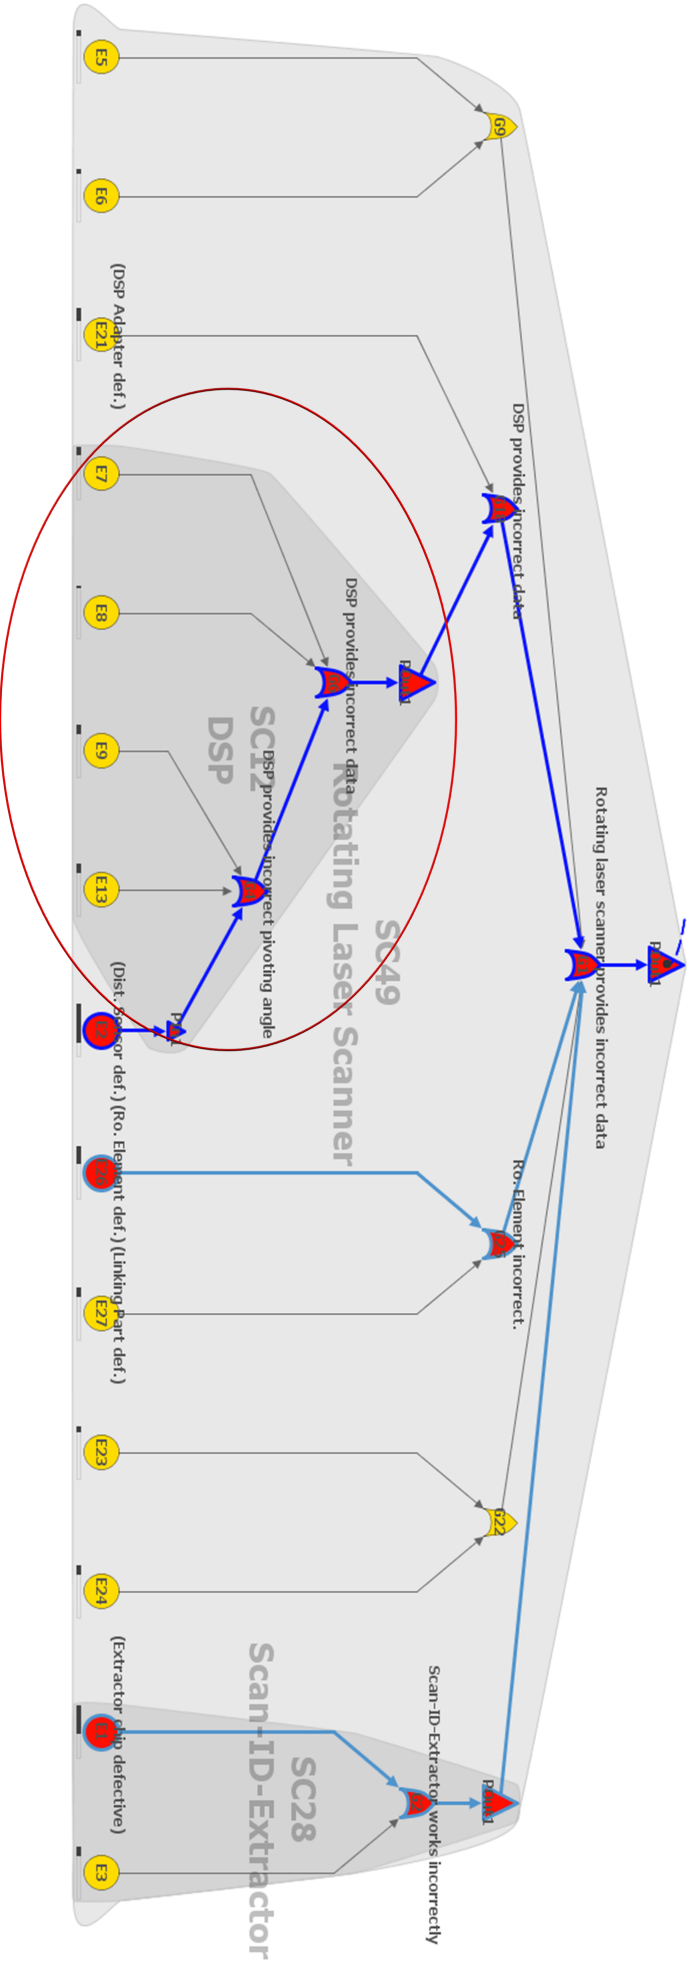 E5
E6
G9
(DSP Adapter def.)
E21
DSP provides incorrect data
E7
E8
DSP provides incorrect data
SC12
DSP
E9
E13
DSP provides incorrect pivoting angle
SC49
Rotating Laser Scanner
Rotating laser scanner provides incorrect data
(Dist. Sensor def.)
(Ro. Element def.)
(Linking Part def.)
E27
Ro. Element incorrect.
E23
E24
G22
(Extractor chip defective)
E1
E3
SC28
Scan-ID-Extractor
Scan-ID-Extractor works incorrectly